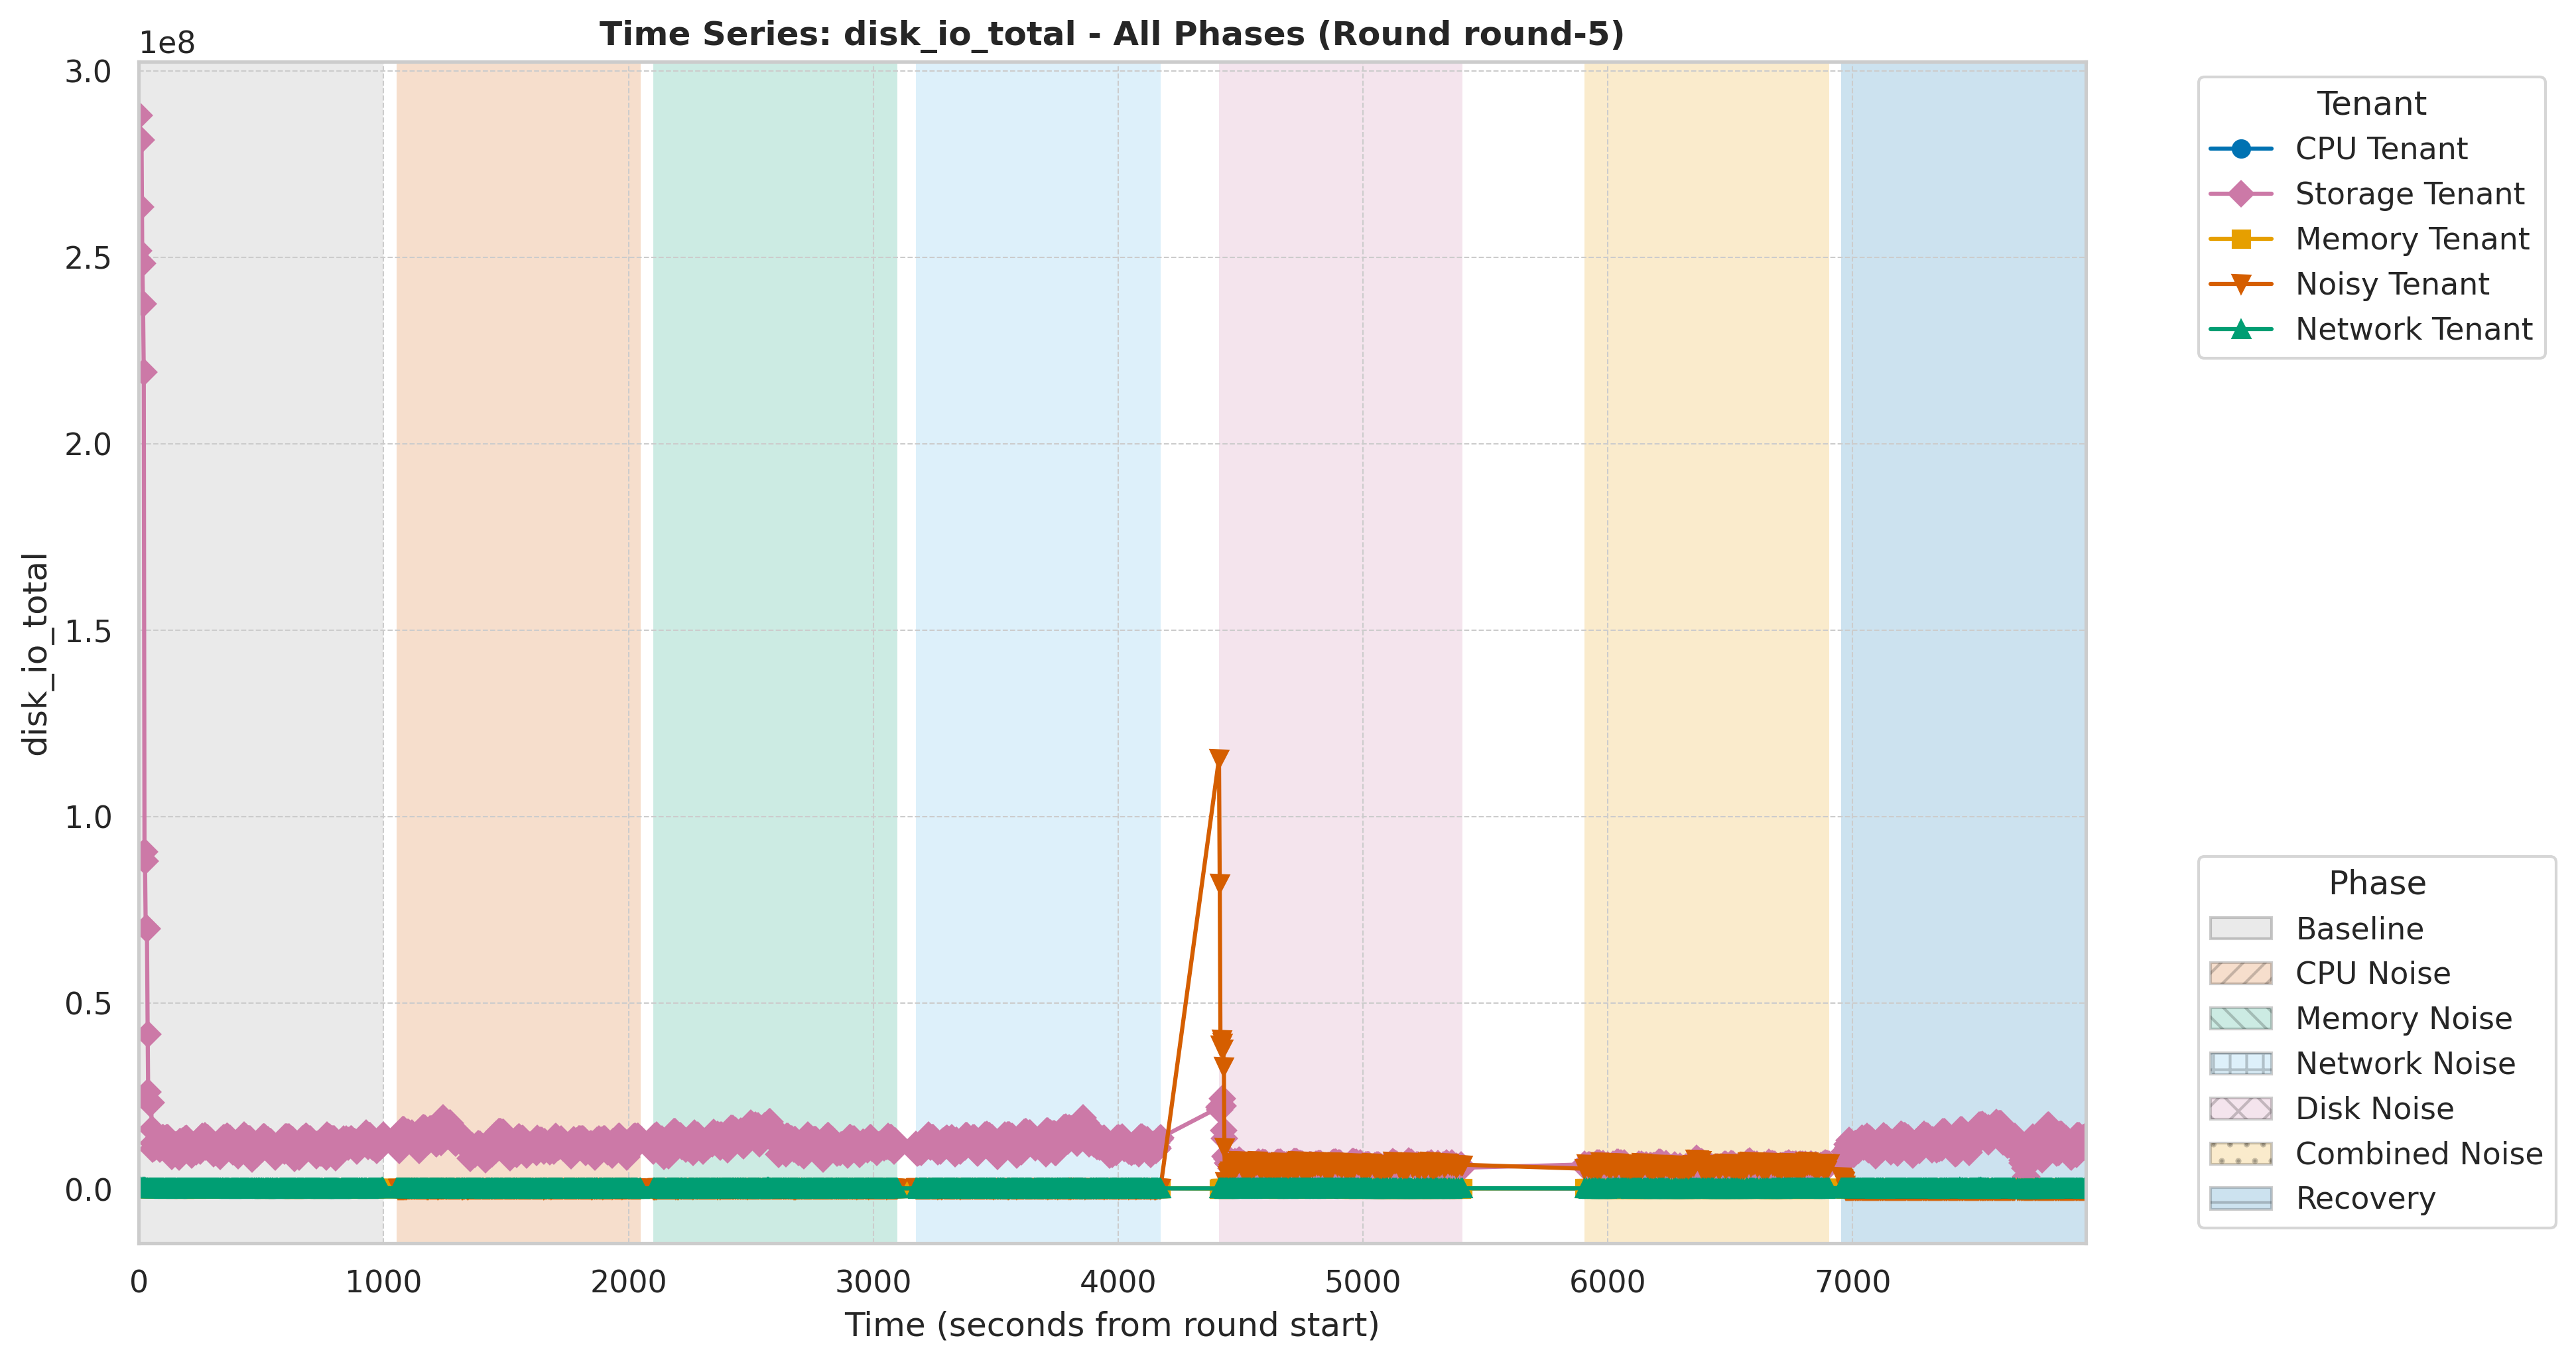 Time Series: disk_io_total - All Phases (Round round-5)
1e8
3.0
2.5
2.0
1.5
1.0
0.5
0.0
disk_io_total
0 1000 2000 3000 4000 5000 6000 7000
Time (seconds from round start)
Tenant
CPU Tenant
Storage Tenant
Memory Tenant
Noisy Tenant
Network Tenant
Phase
Baseline
CPU Noise
Memory Noise
Network Noise
Disk Noise
Combined Noise
Recovery